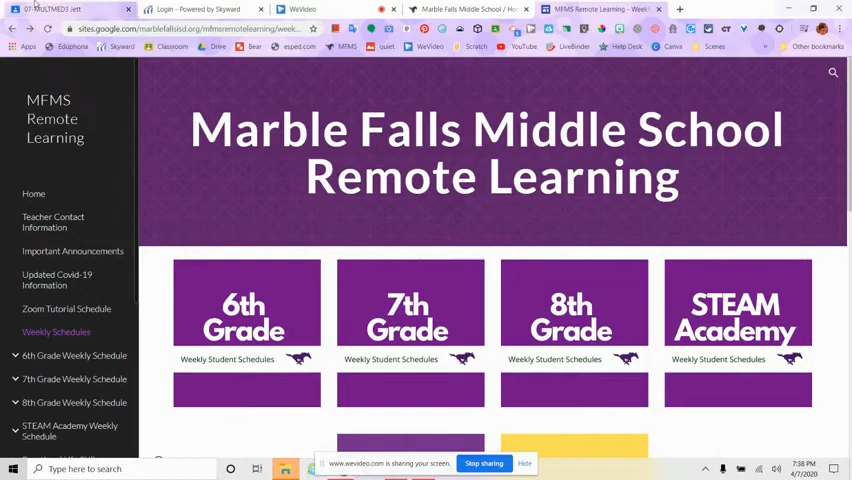 07-MULTMED3 Jett
Login - Powered by Skyward
WeVideo
Marble Falls Middle School / Ho
MFMS Remote Learning - Week
sites.google.com/marblefallsisd.org/mfmsremotelearning/week...
Apps
Eduphoria
Skyward
Classroom
Drive
Bear
esped.com
MFMS
quiet
WeVideo
Scratch
YouTube
LiveBinder
Help Desk
Canva
Scenes
»
Other bookmarks
MFMS
Remote
Learning
Home
Teacher Contact
Information
Important Announcements
Updated Covid-19
Information
Zoom Tutorial Schedule
Weekly Schedules
6th Grade Weekly Schedule
7th Grade Weekly Schedule
8th Grade Weekly Schedule
STEAM Academy Weekly
Schedule
Marble Falls Middle School
Remote Learning
6th
Grade
Weekly Student Schedules
7th
Grade
Weekly Student Schedules
8th
Grade
Weekly Student Schedules
STEAM
Academy
Weekly Student Schedules
www.wevideo.com is sharing your screen.
Stop sharing
Hide
Type here to search
7:38 PM
4/7/2020